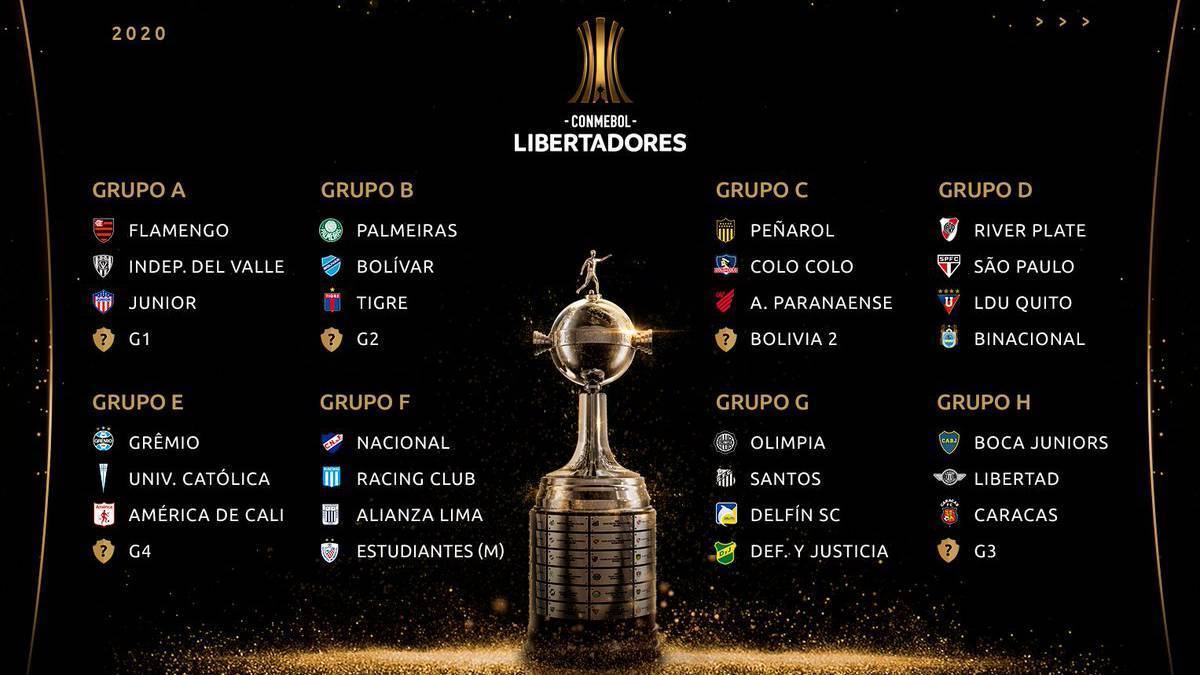 2020
> > >
-CONMEBOL-
LIBERTADORES
GRUPO A
FLAMENGO
INDEP. DEL VALLE
JUNIOR
? G1
GRUPO B
PALMEIRAS
BOLÍVAR
TIGRE
? G2
GRUPO C
PEÑAROL
COLO COLO
A. PARANAENSE
? BOLIVIA 2
GRUPO D
RIVER PLATE
SPFC SÃO PAULO
U LDU QUITO
BINACIONAL
GRUPO E
GRÊMIO
UNIV. CATÓLICA
AMÉRICA DE CALI
? G4
GRUPO F
NACIONAL
RACING CLUB
ALIANZA LIMA
ESTUDIANTES (M)
GRUPO G
OLIMPIA
SANTOS
DELFÍN SC
DEF. Y JUSTICIA
GRUPO H
CABJ BOCA JUNIORS
LIBERTAD
CARACAS
? G3